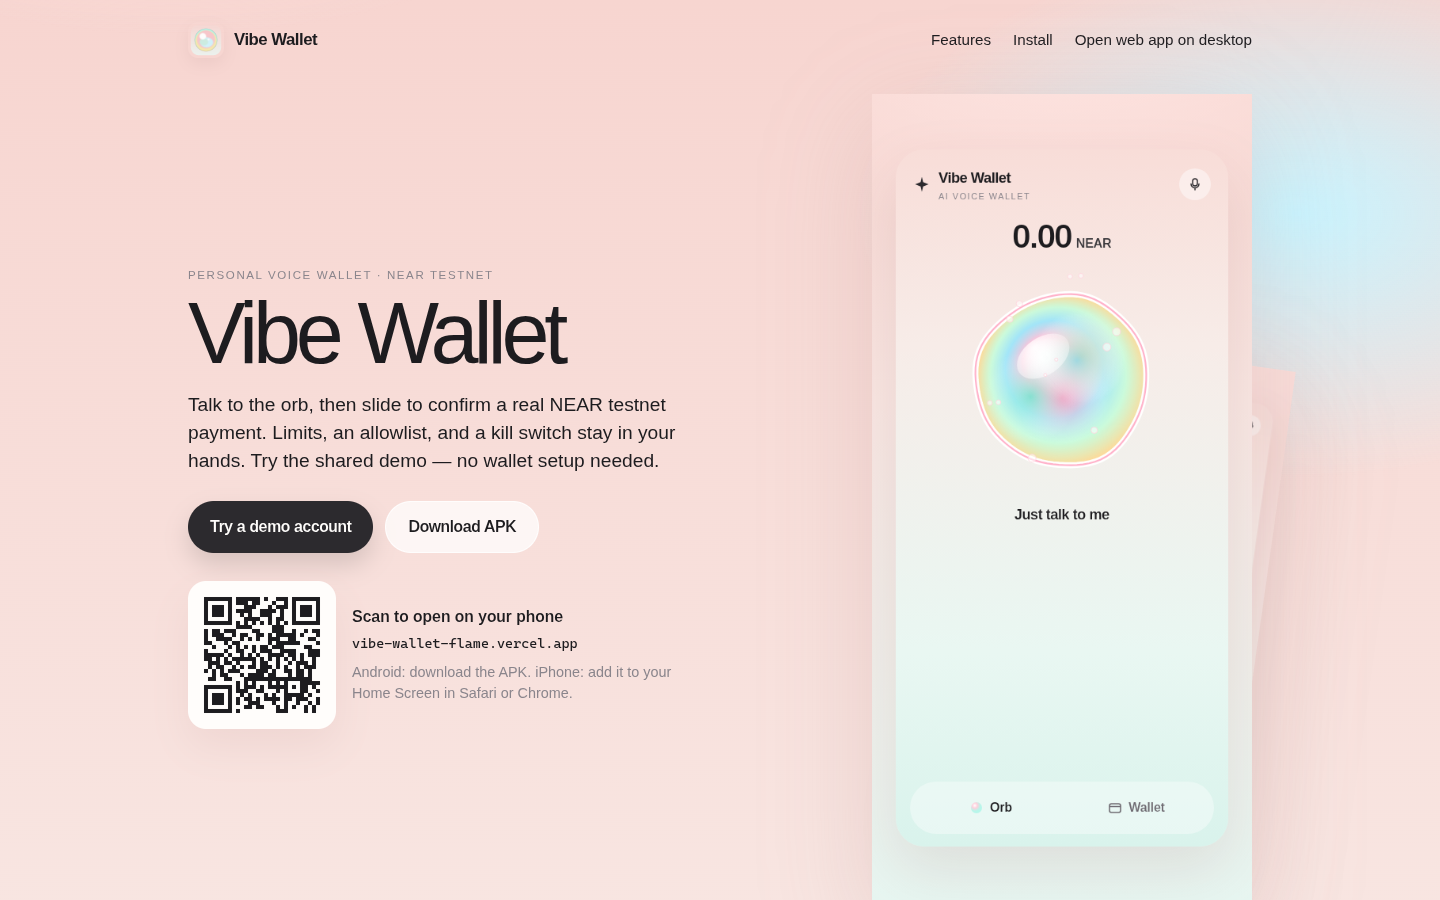 Vibe Wallet
Features
Install
Open web app on desktop
PERSONAL VOICE WALLET · NEAR TESTNET
Vibe Wallet
Talk to the orb, then slide to confirm a real NEAR testnet
payment. Limits, an allowlist, and a kill switch stay in your
hands. Try the shared demo — no wallet setup needed.
Try a demo account
Download APK
Scan to open on your phone
vibe-wallet-flame.vercel.app
Android: download the APK. iPhone: add it to your
Home Screen in Safari or Chrome.
Vibe Wallet
AI VOICE WALLET
0.00 NEAR
Just talk to me
Orb
Wallet